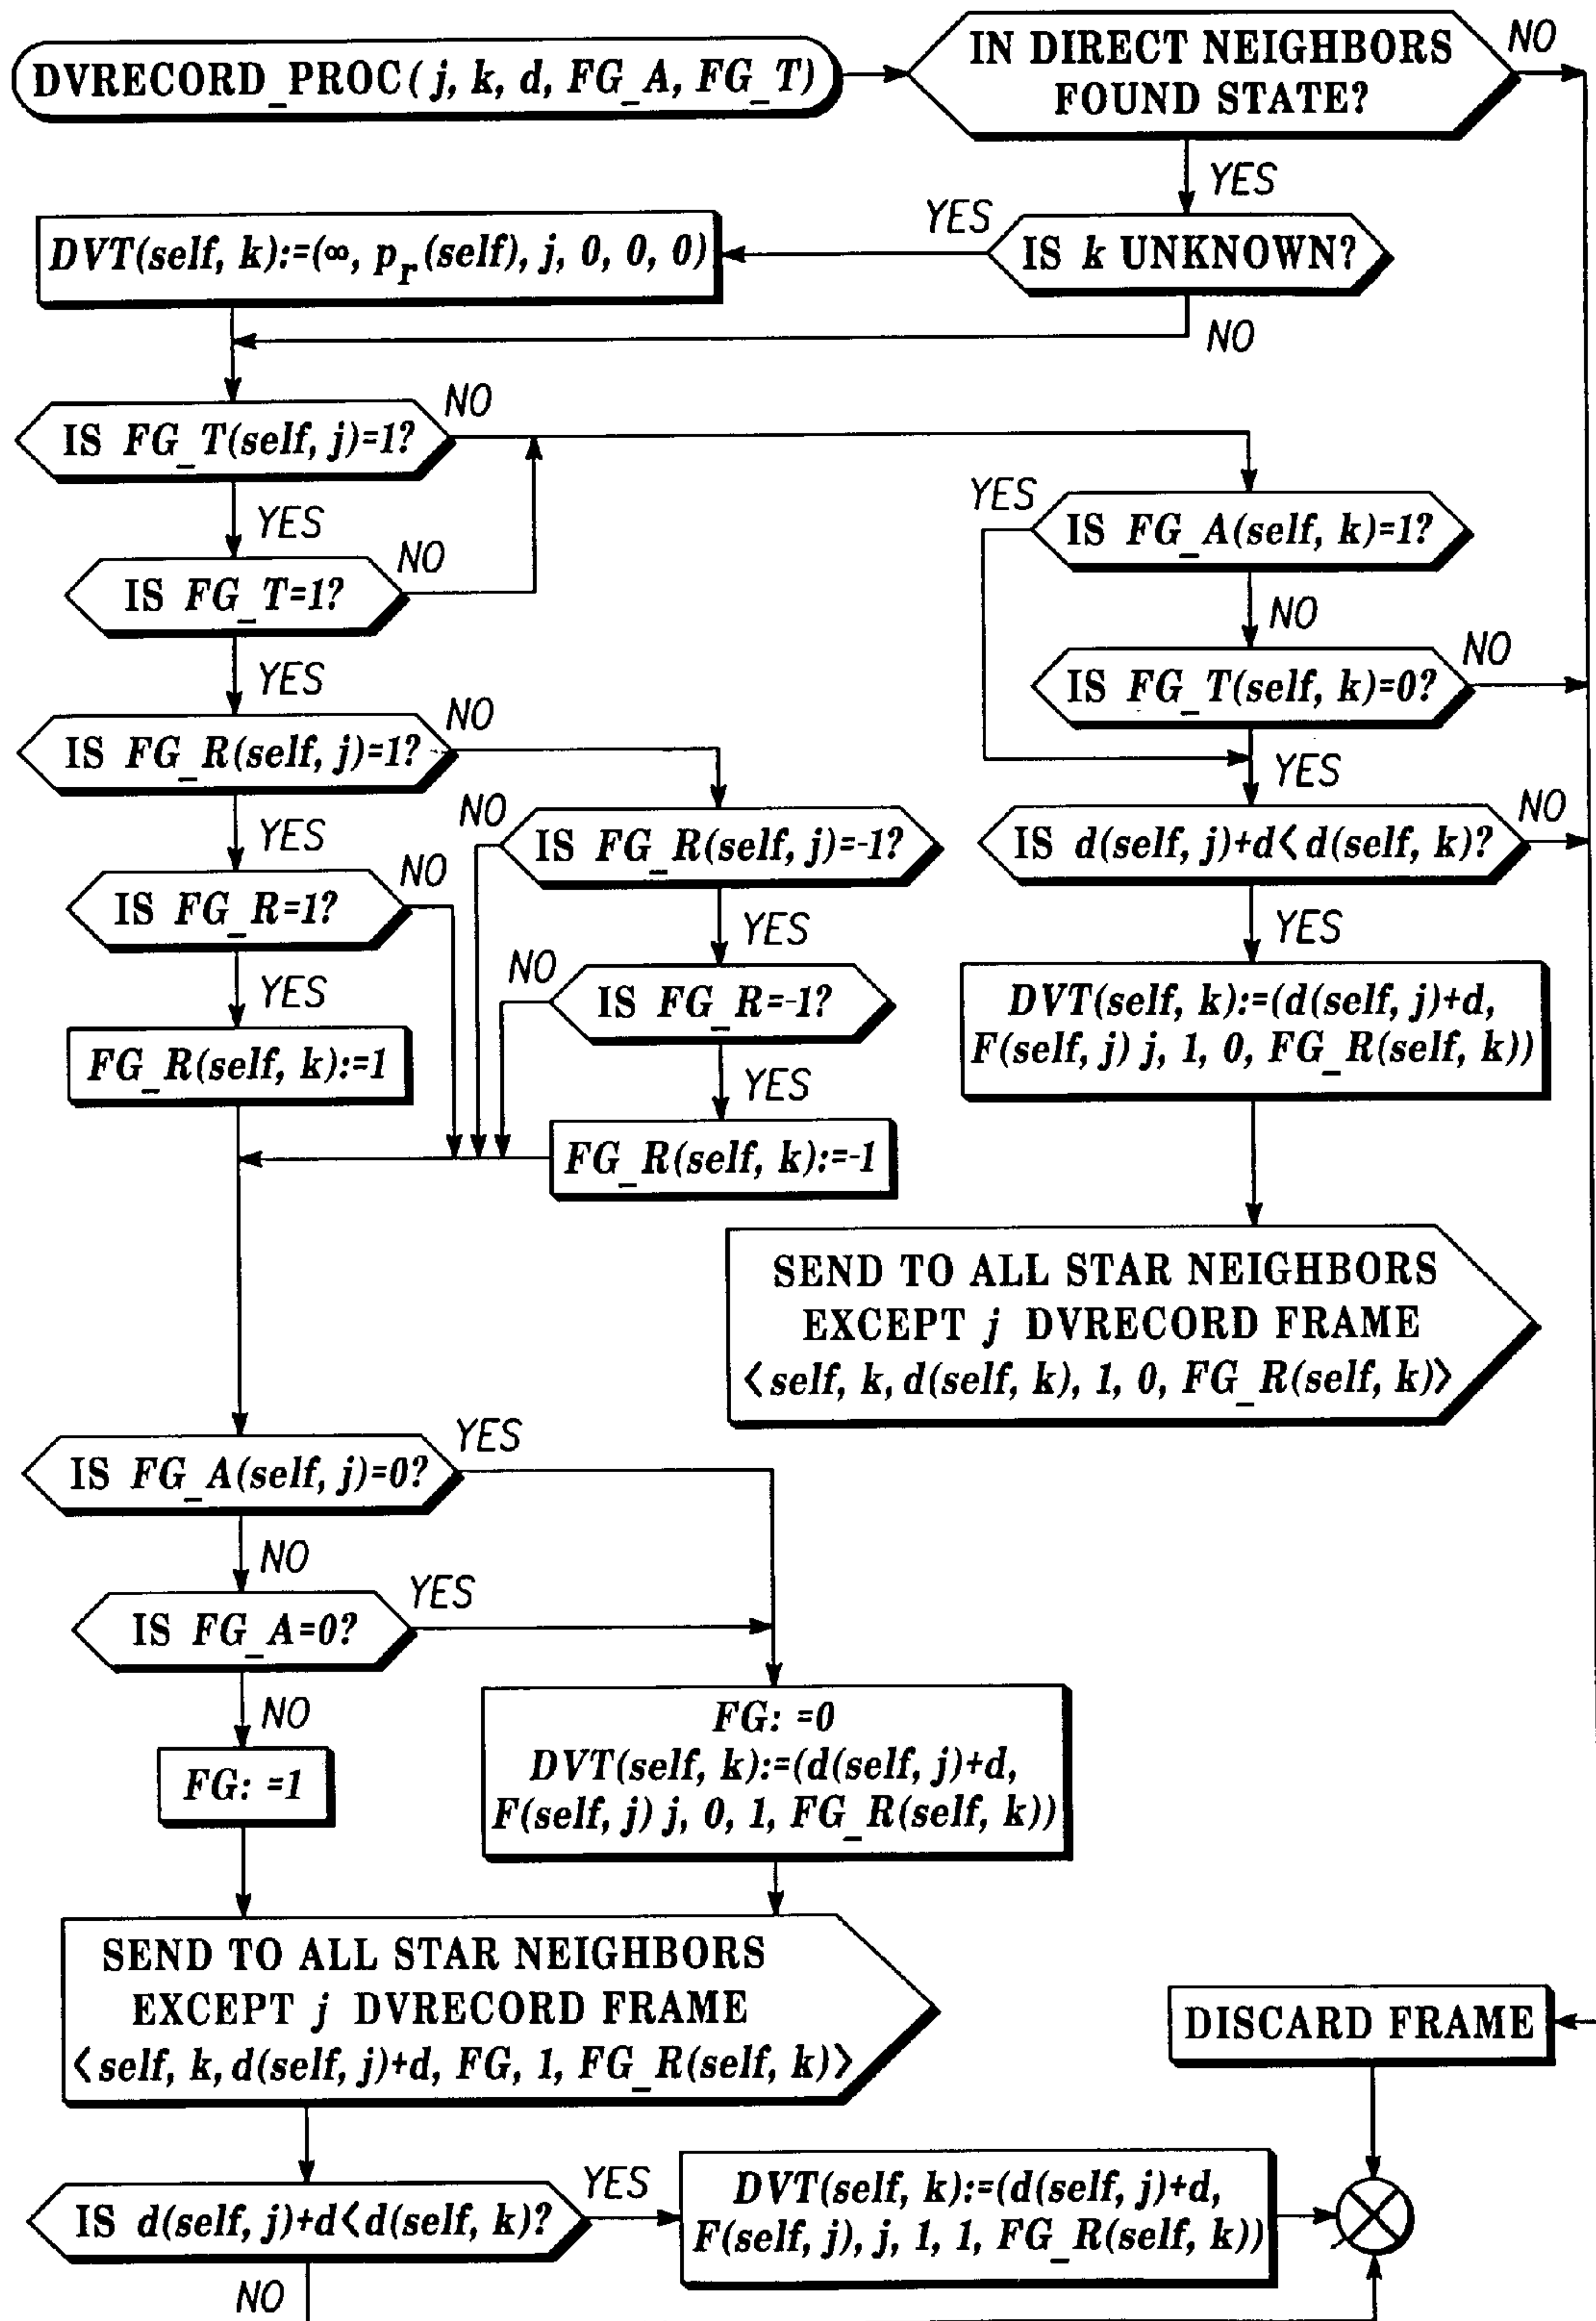 DVRECORD_PROC(j, k, d, FG_A, FG_T)
IN DIRECT NEIGHBORS
FOUND STATE?
NO
YES
IS k UNKNOWN?
YES
NO
DVT(self, k):=(∞, p_r(self), j, 0, 0, 0)
IS FG_T(self, j)=1?
NO
YES
IS FG_T=1?
NO
YES
IS FG_A(self, k)=1?
YES
NO
IS FG_T(self, k)=0?
NO
YES
IS FG_R(self, j)=1?
NO
YES
IS FG_R(self, j)=-1?
NO
YES
IS d(self, j)+d<d(self, k)?
NO
YES
IS FG_R=1?
NO
YES
IS FG_R=-1?
NO
YES
DVT(self, k):=(d(self, j)+d,
F(self, j) j, 1, 0, FG_R(self, k))
FG_R(self, k):=1
FG_R(self, k):=-1
SEND TO ALL STAR NEIGHBORS
EXCEPT j DVRECORD FRAME
<self, k, d(self, k), 1, 0, FG_R(self, k)>
IS FG_A(self, j)=0?
YES
NO
IS FG_A=0?
YES
NO
FG: =1
FG: =0
DVT(self, k):=(d(self, j)+d,
F(self, j) j, 0, 1, FG_R(self, k))
SEND TO ALL STAR NEIGHBORS
EXCEPT j DVRECORD FRAME
<self, k, d(self, j)+d, FG, 1, FG_R(self, k)>
DISCARD FRAME
IS d(self, j)+d<d(self, k)?
YES
NO
DVT(self, k):=(d(self, j)+d,
F(self, j), j, 1, 1, FG_R(self, k))